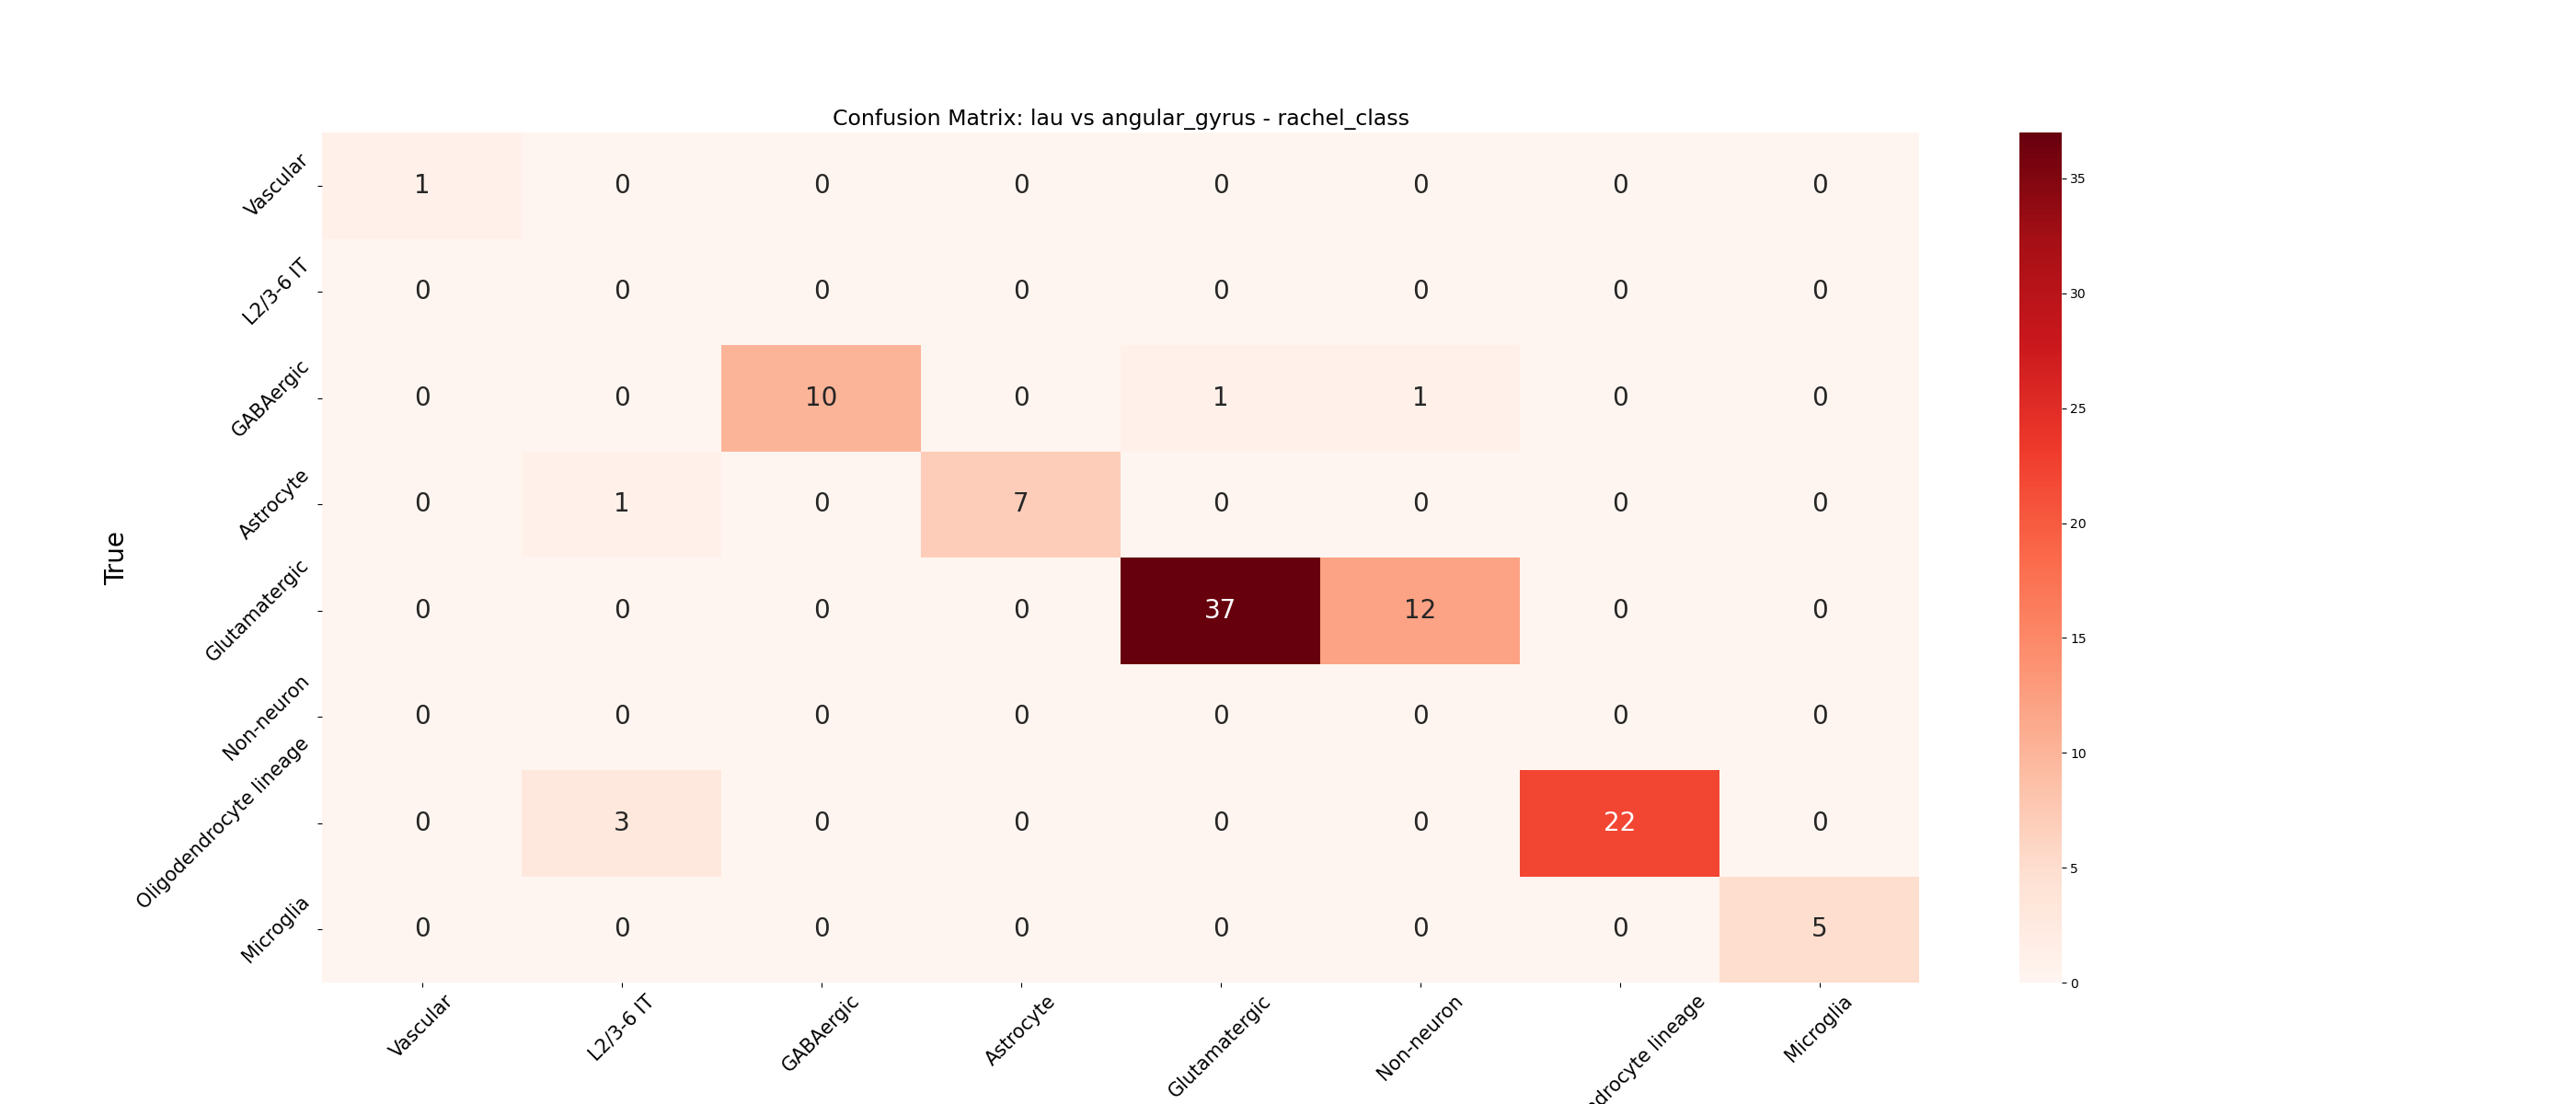 Confusion Matrix: lau vs angular_gyrus - rachel_class
True
Vascular 1 0 0 0 0 0 0 0
L2/3-6 IT 0 0 0 0 0 0 0 0
GABAergic 0 0 10 0 1 1 0 0
Astrocyte 0 1 0 7 0 0 0 0
Glutamatergic 0 0 0 0 37 12 0 0
Non-neuron 0 0 0 0 0 0 0 0
Oligodendrocyte lineage 0 3 0 0 0 0 22 0
Microglia 0 0 0 0 0 0 0 5
Vascular L2/3-6 IT GABAergic Astrocyte Glutamatergic Non-neuron ndrocyte lineage Microglia
35
30
25
20
15
10
5
0